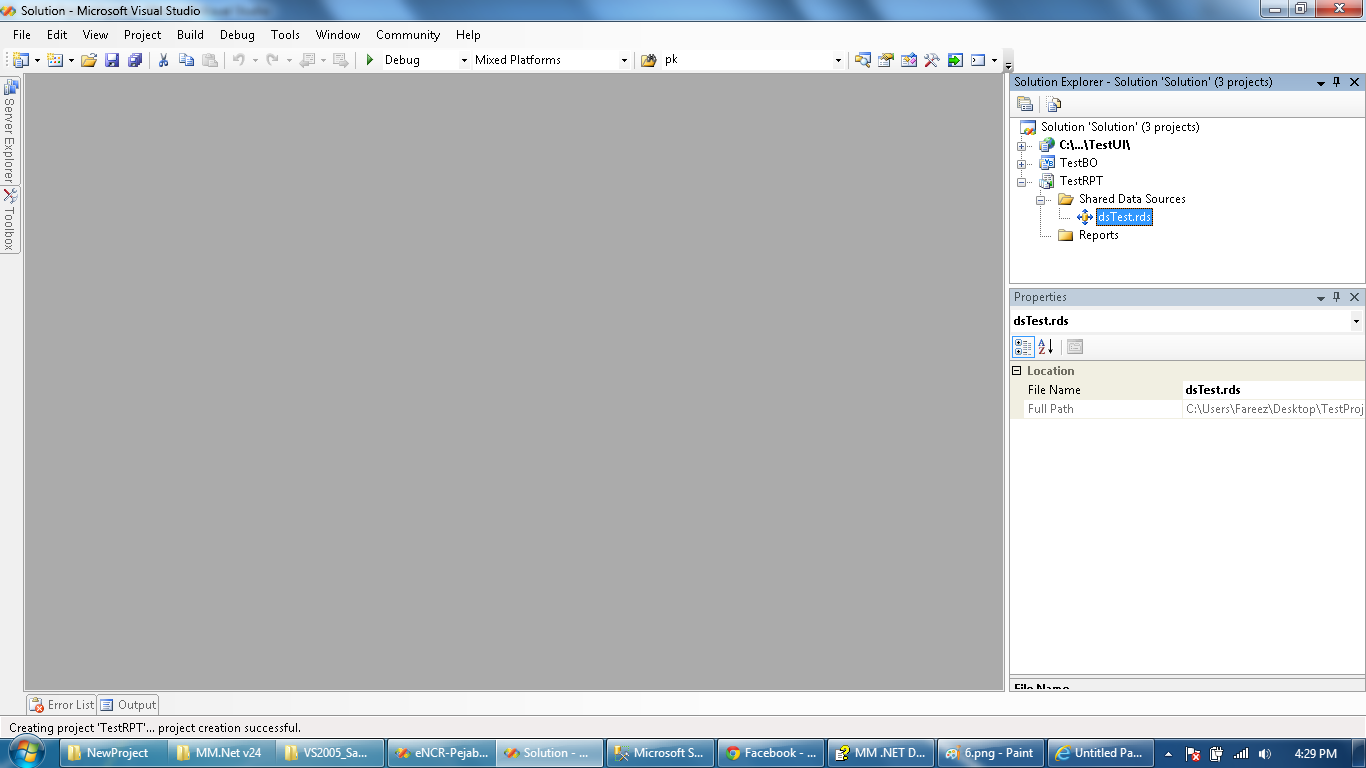 Solution - Microsoft Visual Studio
File Edit View Project Build Debug Tools Window Community Help
Debug Mixed Platforms pk
Server Explorer
Toolbox
Solution Explorer - Solution 'Solution' (3 projects)
Solution 'Solution' (3 projects)
C:\...\TestUI\
TestBO
TestRPT
Shared Data Sources
dsTest.rds
Reports
Properties
dsTest.rds
Location
File Name dsTest.rds
Full Path C:\Users\Fareez\Desktop\TestProj
File Name
Error List Output
Creating project 'TestRPT'... project creation successful.
NewProject MM.Net v24 VS2005_Sa... eNCR-Pejab... Solution - ... Microsoft S... Facebook - ... MM .NET D... 6.png - Paint Untitled Pa... 4:29 PM